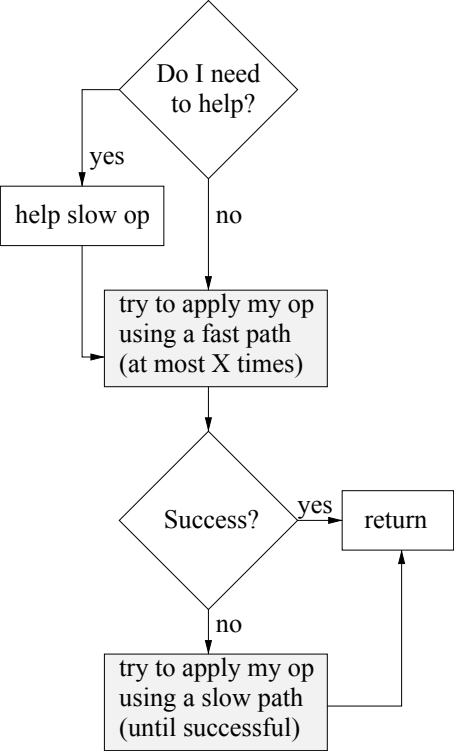 Do I need
to help?
yes
help slow op
no
try to apply my op
using a fast path
(at most X times)
Success?
yes
return
no
try to apply my op
using a slow path
(until successful)